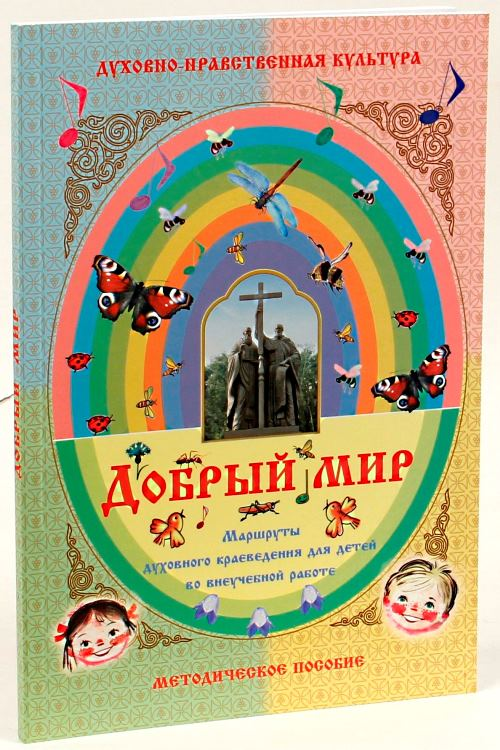 ДУХОВНО-НРАВСТВЕННАЯ КУЛЬТУРА
ДОБРЫЙ МИР
ДОБРЫЙ МИР
Маршруты
духовного краеведения для детей
во внеучебной работе
МЕТОДИЧЕСКОЕ ПОСОБИЕ